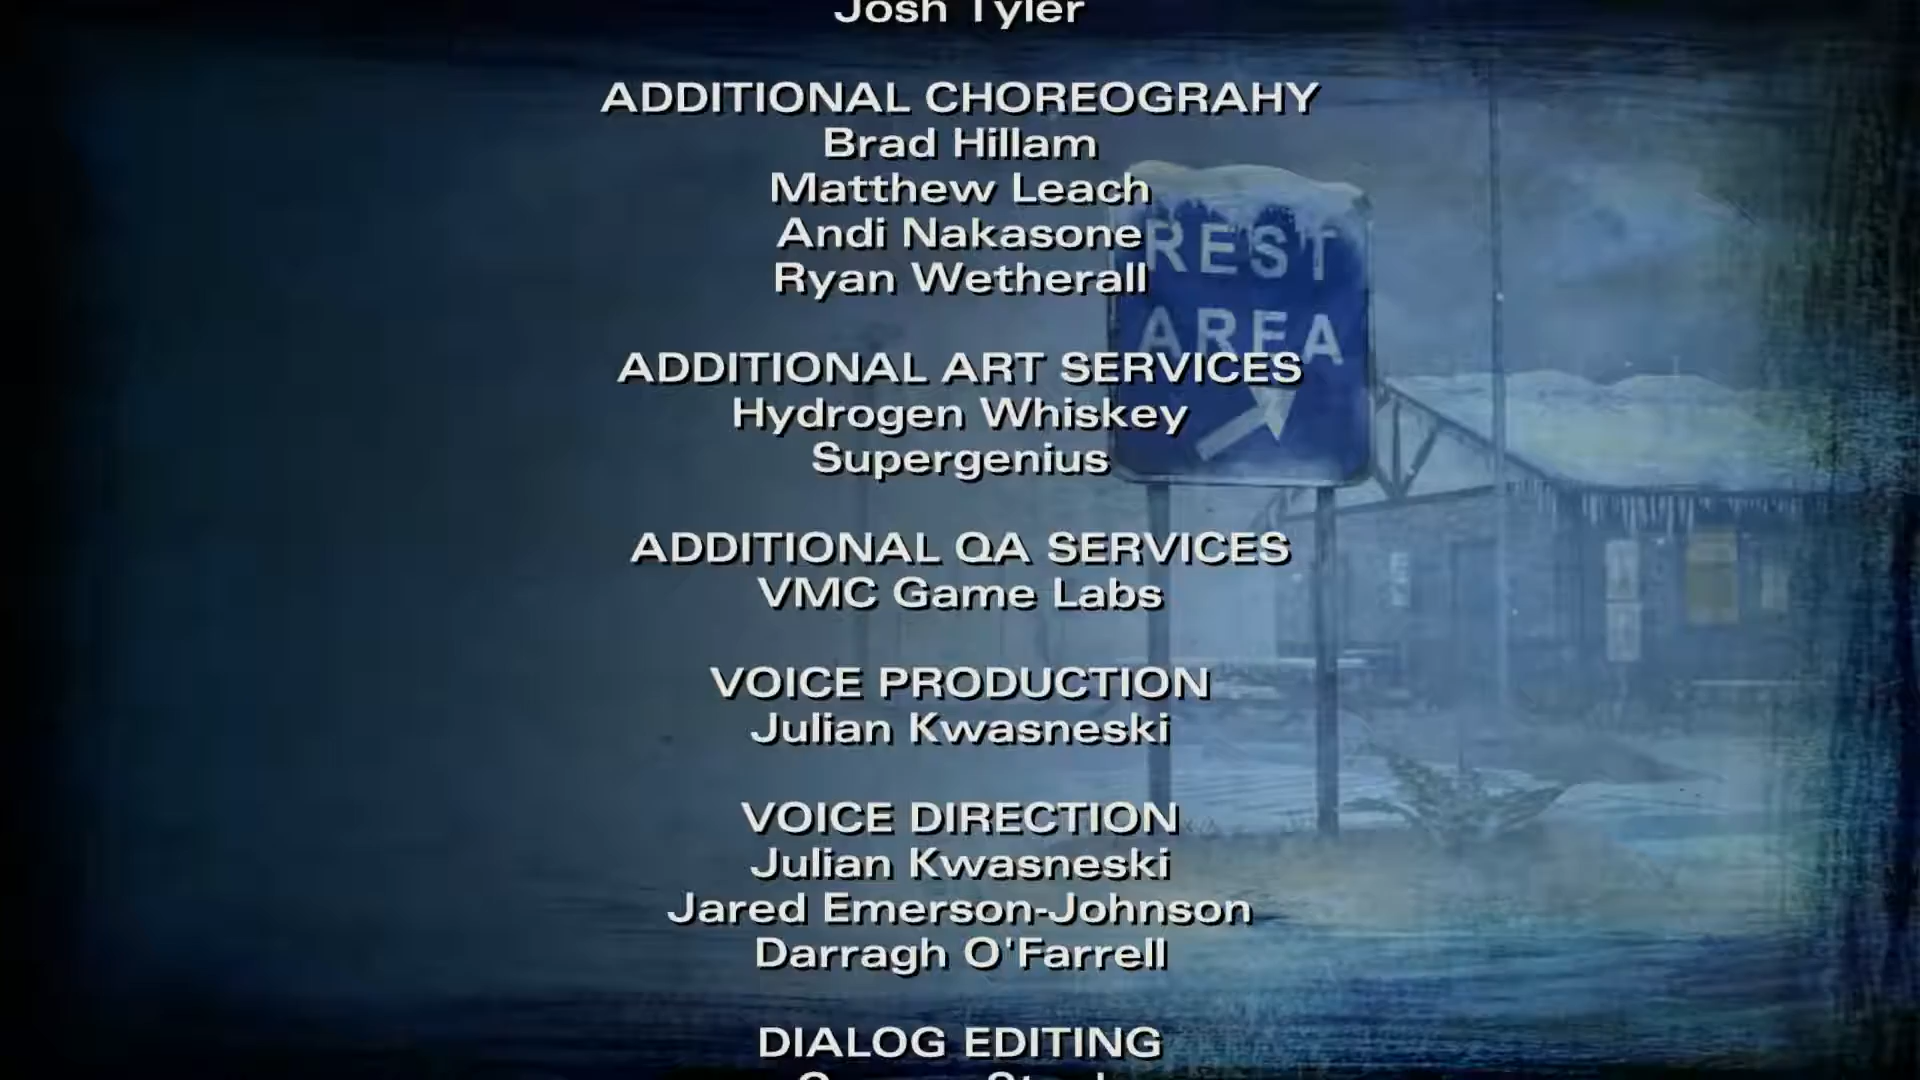 Josh Tyler
ADDITIONAL CHOREOGRAHY
Brad Hillam
Matthew Leach
Andi Nakasone
Ryan Wetherall
REST
AREA
ADDITIONAL ART SERVICES
Hydrogen Whiskey
Supergenius
ADDITIONAL QA SERVICES
VMC Game Labs
VOICE PRODUCTION
Julian Kwasneski
VOICE DIRECTION
Julian Kwasneski
Jared Emerson-Johnson
Darragh O'Farrell
DIALOG EDITING